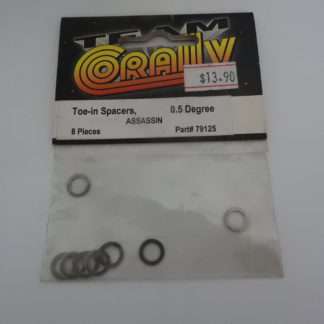 TEAM
CORALLY
$13.90
Toe-in Spacers, 0.5 Degree
ASSASSIN
8 Pieces Part# 79125